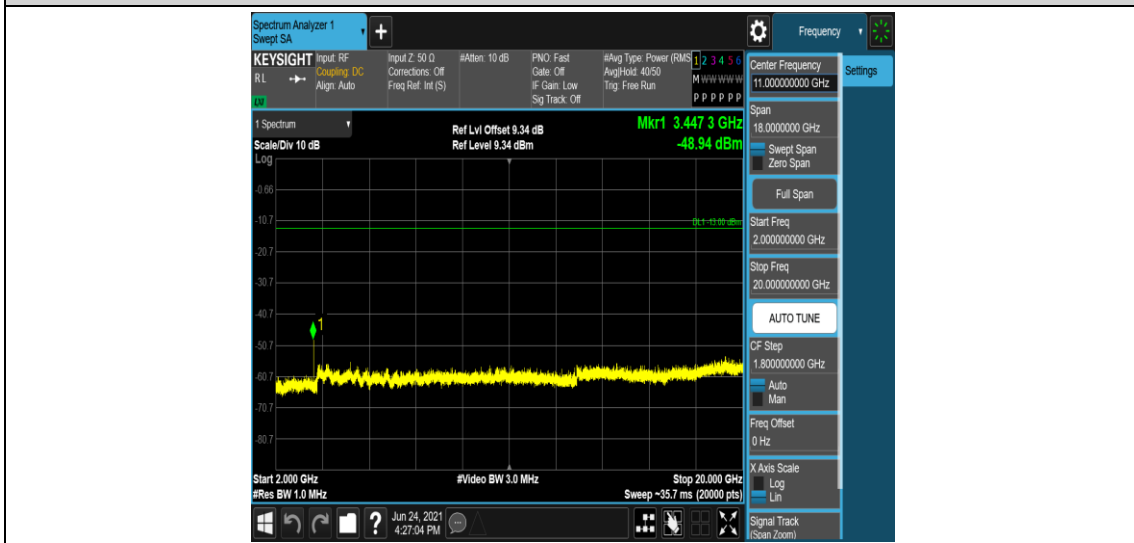 Spectrum Analyzer 1
Swept SA
+
Frequency
KEYSIGHT
RL
LXI
Input: RF
Coupling: DC
Align: Auto
Input Z: 50 Ω
Corrections: Off
Freq Ref: Int (S)
#Atten: 10 dB
PNO: Fast
Gate: Off
IF Gain: Low
Sig Track: Off
#Avg Type: Power (RMS
Avg|Hold: 40/50
Trig: Free Run
1 2 3 4 5 6
M W W W W W
P P P P P P
1 Spectrum
Scale/Div 10 dB
Log
Ref Lvl Offset 9.34 dB
Ref Level 9.34 dBm
Mkr1 3.447 3 GHz
-48.94 dBm
-0.66
-10.7
DL1 -13.00 dBm
-20.7
-30.7
-40.7
1
-50.7
-60.7
-70.7
-80.7
Start 2.000 GHz
#Res BW 1.0 MHz
#Video BW 3.0 MHz
Stop 20.000 GHz
Sweep ~35.7 ms (20000 pts)
Center Frequency
11.000000000 GHz
Settings
Span
18.0000000 GHz
Swept Span
Zero Span
Full Span
Start Freq
2.000000000 GHz
Stop Freq
20.000000000 GHz
AUTO TUNE
CF Step
1.800000000 GHz
Auto
Man
Freq Offset
0 Hz
X Axis Scale
Log
Lin
Signal Track
(Span Zoom)
?
Jun 24, 2021
4:27:04 PM